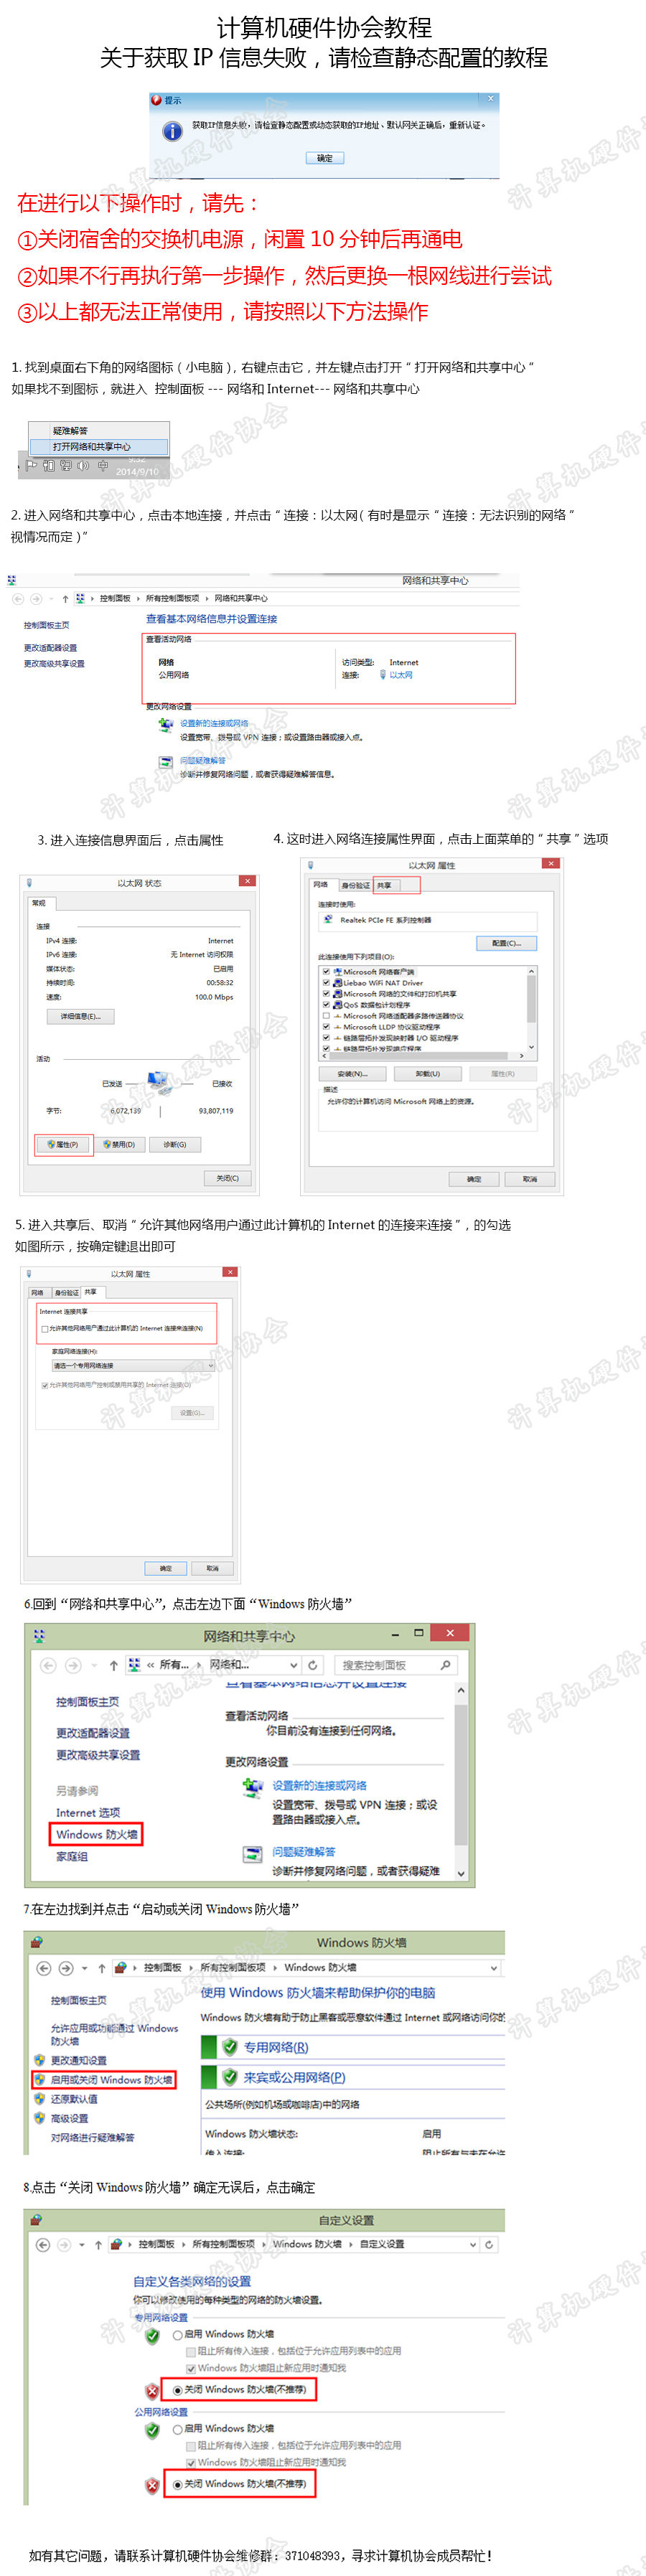 计算机硬件协会教程
关于获取 IP 信息失败，请检查静态配置的教程
提示
获取IP信息失败，请检查静态配置或动态获取的IP地址、默认网关正确后，重新认证。
确定
在进行以下操作时，请先：
①关闭宿舍的交换机电源，闲置 10 分钟后再通电
②如果不行再执行第一步操作，然后更换一根网线进行尝试
③以上都无法正常使用，请按照以下方法操作
1. 找到桌面右下角的网络图标（小电脑），右键点击它，并左键点击打开“打开网络和共享中心”
如果找不到图标，就进入 控制面板 --- 网络和 Internet--- 网络和共享中心
疑难解答
打开网络和共享中心
2014/9/10
2. 进入网络和共享中心，点击本地连接，并点击“连接：以太网（有时是显示“连接：无法识别的网络”
视情况而定）”
网络和共享中心
控制面板 所有控制面板项 网络和共享中心
控制面板主页
更改适配器设置
更改高级共享设置
查看基本网络信息并设置连接
查看活动网络
网络
公用网络
访问类型: Internet
连接: 以太网
更改网络设置
设置新的连接或网络
设置宽带、拨号或 VPN 连接；或设置路由器或接入点。
问题疑难解答
诊断并修复网络问题，或者获得疑难解答信息。
3. 进入连接信息界面后，点击属性
4. 这时进入网络连接属性界面，点击上面菜单的“共享”选项
以太网 状态
常规
连接
IPv4 连接: Internet
IPv6 连接: 无 Internet 访问权限
媒体状态: 已启用
持续时间: 00:58:32
速度: 100.0 Mbps
详细信息(E)...
活动
已发送 已接收
字节: 6,072,139 93,807,119
属性(P) 禁用(D) 诊断(G)
关闭(C)
以太网 属性
网络 身份验证 共享
连接时使用:
Realtek PCIe FE 系列控制器
配置(C)...
此连接使用下列项目(O):
Microsoft 网络客户端
Liebao WiFi NAT Driver
Microsoft 网络的文件和打印机共享
QoS 数据包计划程序
Microsoft 网络适配器多路传送器协议
Microsoft LLDP 协议驱动程序
链路层拓扑发现映射器 I/O 驱动程序
链路层拓扑发现响应程序
安装(N)... 卸载(U) 属性(R)
描述
允许你的计算机访问 Microsoft 网络上的资源。
确定 取消
5. 进入共享后、取消“允许其他网络用户通过此计算机的 Internet 的连接来连接”，的勾选
如图所示，按确定键退出即可
以太网 属性
网络 身份验证 共享
Internet 连接共享
允许其他网络用户通过此计算机的 Internet 连接来连接(N)
家庭网络连接(H):
请选一个专用网络连接
允许其他网络用户控制或禁用共享的 Internet 连接(O)
设置(G)...
确定 取消
6.回到“网络和共享中心”，点击左边下面“Windows 防火墙”
网络和共享中心
« 所有... 网络和...
搜索控制面板
控制面板主页
更改适配器设置
更改高级共享设置
另请参阅
Internet 选项
Windows 防火墙
家庭组
查看基本网络信息并设置连接
查看活动网络
你目前没有连接到任何网络。
更改网络设置
设置新的连接或网络
设置宽带、拨号或 VPN 连接；或设
置路由器或接入点。
问题疑难解答
诊断并修复网络问题，或者获得疑难
7.在左边找到并点击“启动或关闭 Windows 防火墙”
Windows 防火墙
控制面板 所有控制面板项 Windows 防火墙
控制面板主页
允许应用或功能通过 Windows
防火墙
更改通知设置
启用或关闭 Windows 防火墙
还原默认值
高级设置
对网络进行疑难解答
使用 Windows 防火墙来帮助保护你的电脑
Windows 防火墙有助于防止黑客或恶意软件通过 Internet 或网络访问你的
专用网络(R)
来宾或公用网络(P)
公共场所(例如机场或咖啡店)中的网络
Windows 防火墙状态: 启用
传入连接: 阻止所有与未在允许
8.点击“关闭 Windows 防火墙”确定无误后，点击确定
自定义设置
控制面板 所有控制面板项 Windows 防火墙 自定义设置
自定义各类网络的设置
你可以修改使用的每种类型的网络的防火墙设置。
专用网络设置
启用 Windows 防火墙
阻止所有传入连接，包括位于允许应用列表中的应用
Windows 防火墙阻止新应用时通知我
关闭 Windows 防火墙(不推荐)
公用网络设置
启用 Windows 防火墙
阻止所有传入连接，包括位于允许应用列表中的应用
Windows 防火墙阻止新应用时通知我
关闭 Windows 防火墙(不推荐)
如有其它问题，请联系计算机硬件协会维修群：371048393，寻求计算机协会成员帮忙！
计算机硬件协会